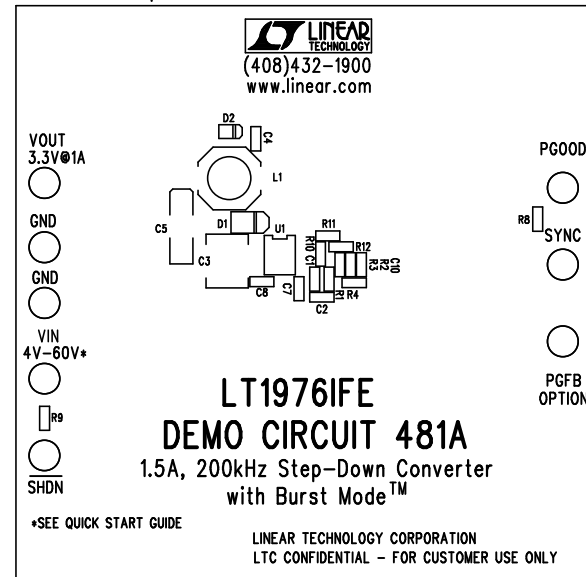 LINEAR
TECHNOLOGY
(408)432-1900
www.linear.com
VOUT
3.3V@1A
GND
GND
VIN
4V-60V*
R9
SHDN
D2
C4
L1
C5
D1
U1
C3
C8
C7
R11
R10
C1
R12
R3
R2
C10
R4
R1
C2
PGOOD
R8
SYNC
PGFB
OPTION
LT1976IFE
DEMO CIRCUIT 481A
1.5A, 200kHz Step-Down Converter
with Burst Mode™
*SEE QUICK START GUIDE
LINEAR TECHNOLOGY CORPORATION
LTC CONFIDENTIAL - FOR CUSTOMER USE ONLY